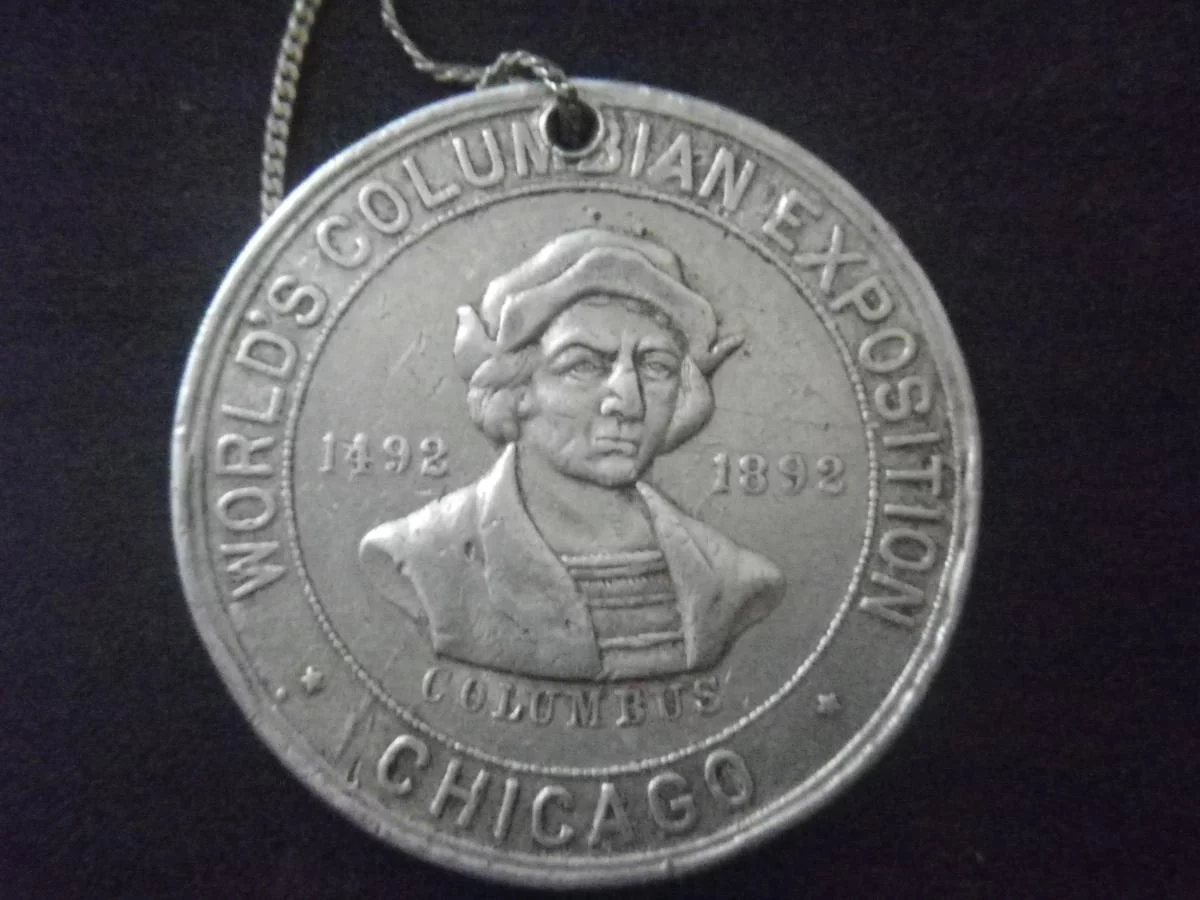 WORLD'S COLUMBIAN EXPOSITION
1492 1892
COLUMBUS
CHICAGO